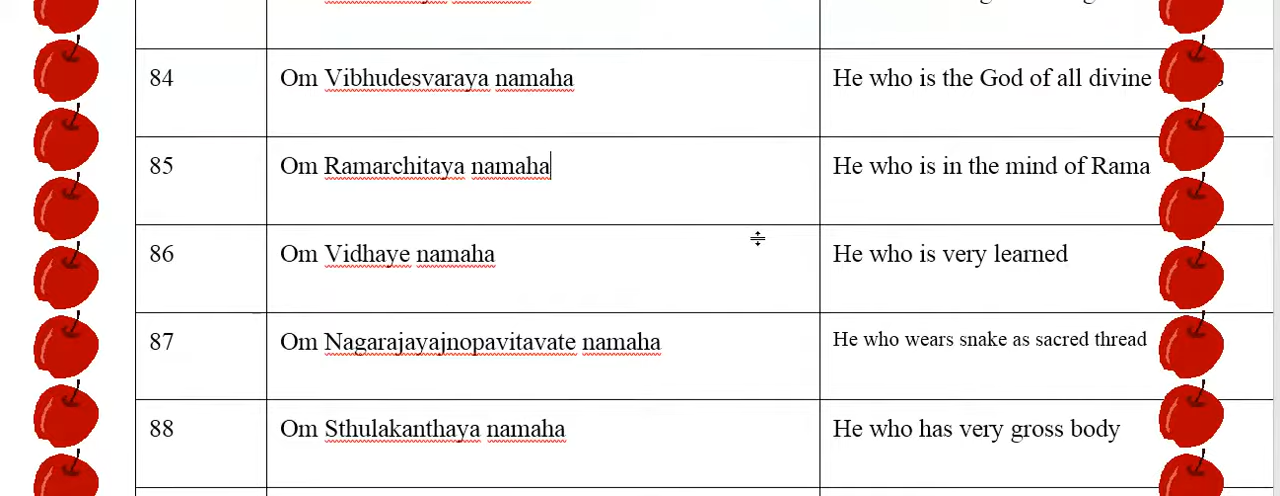 84 Om Vibhudesvaraya namaha He who is the God of all divine
85 Om Ramarchitaya namaha He who is in the mind of Rama
86 Om Vidhaye namaha He who is very learned
87 Om Nagarajayajnopavitavate namaha He who wears snake as sacred thread
88 Om Sthulakanthaya namaha He who has very gross body